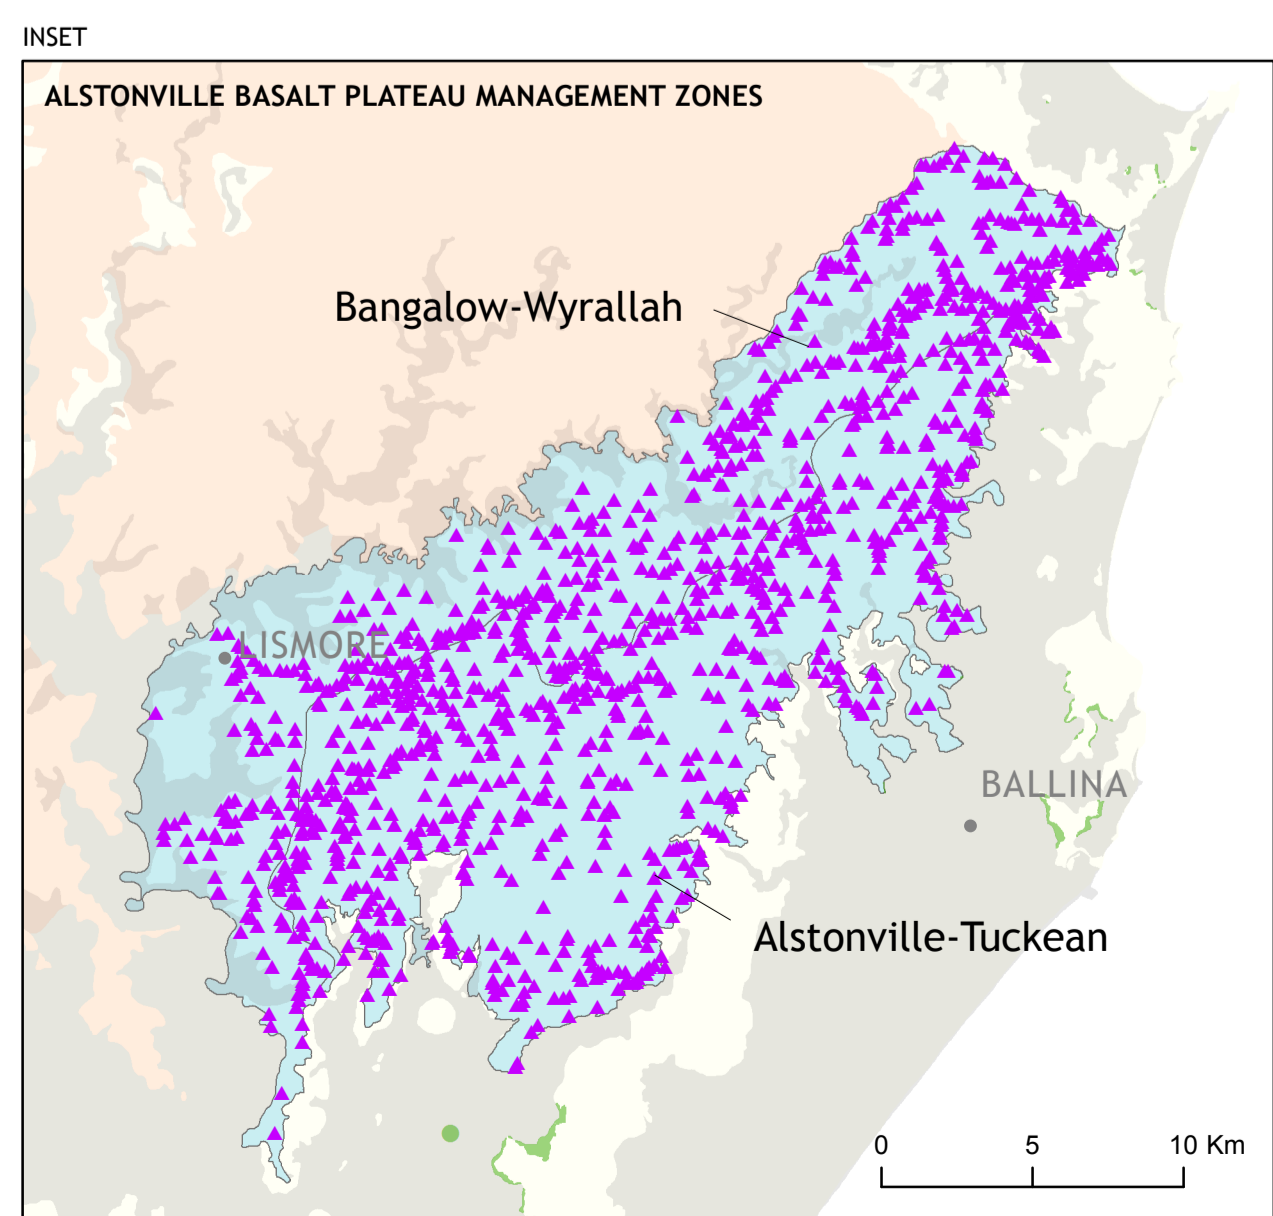 INSET
ALSTONVILLE BASALT PLATEAU MANAGEMENT ZONES
Bangalow-Wyrallah
LISMORE
BALLINA
Alstonville-Tuckean
0 5 10 Km